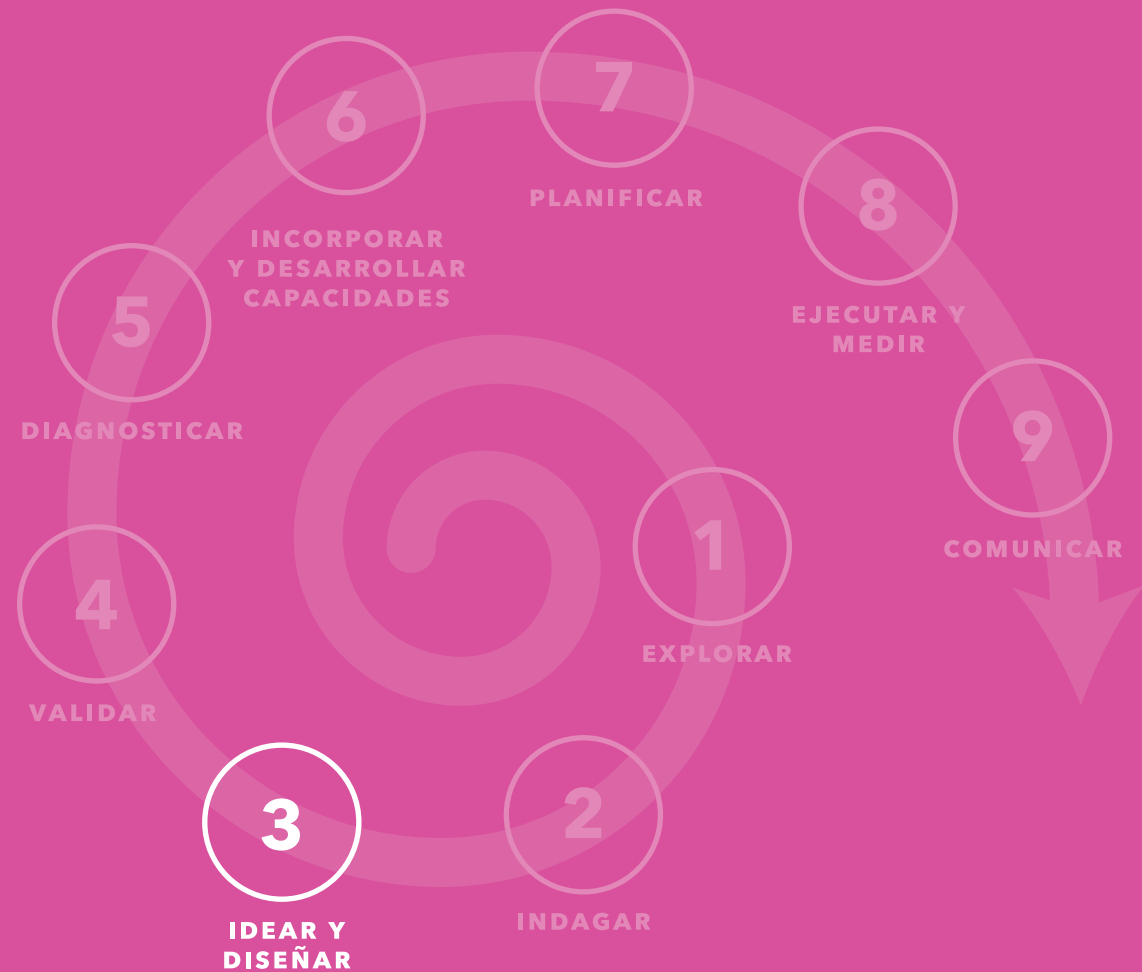 1
EXPLORAR
2
INDAGAR
3
IDEAR Y
DISEÑAR
4
VALIDAR
5
DIAGNOSTICAR
6
INCORPORAR
Y DESARROLLAR
CAPACIDADES
7
PLANIFICAR
8
EJECUTAR Y
MEDIR
9
COMUNICAR